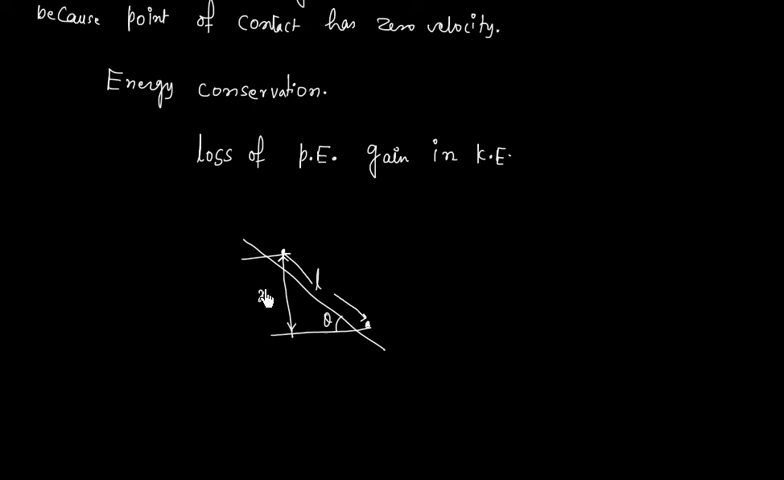 because point of contact has zero velocity.
Energy conservation.
Loss of P.E. gain in K.E.
l
θ